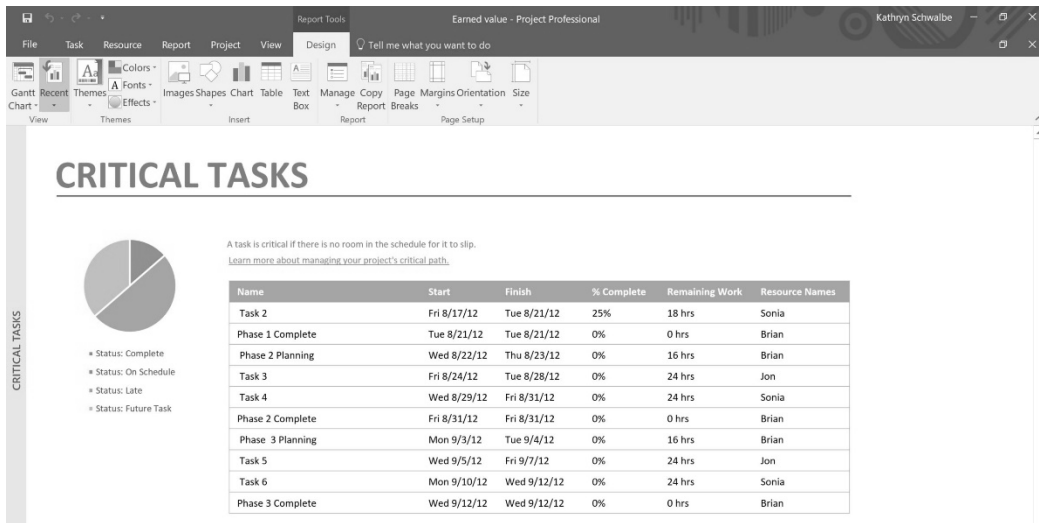 Report Tools
Earned value - Project Professional
Kathryn Schwalbe
File Task Resource Report Project View Design Tell me what you want to do
Gantt Chart
Recent
Themes
Colors
Fonts
Effects
Images Shapes Chart Table
Text Box
Manage
Copy Report
Page Breaks
Margins Orientation Size
View Themes Insert Report Page Setup
CRITICAL TASKS
CRITICAL TASKS
A task is critical if there is no room in the schedule for it to slip.
Learn more about managing your project's critical path.
Status: Complete
Status: On Schedule
Status: Late
Status: Future Task
Name Start Finish % Complete Remaining Work Resource Names
Task 2 Fri 8/17/12 Tue 8/21/12 25% 18 hrs Sonia
Phase 1 Complete Tue 8/21/12 Tue 8/21/12 0% 0 hrs Brian
Phase 2 Planning Wed 8/22/12 Thu 8/23/12 0% 16 hrs Brian
Task 3 Fri 8/24/12 Tue 8/28/12 0% 24 hrs Jon
Task 4 Wed 8/29/12 Fri 8/31/12 0% 24 hrs Sonia
Phase 2 Complete Fri 8/31/12 Fri 8/31/12 0% 0 hrs Brian
Phase 3 Planning Mon 9/3/12 Tue 9/4/12 0% 16 hrs Brian
Task 5 Wed 9/5/12 Fri 9/7/12 0% 24 hrs Jon
Task 6 Mon 9/10/12 Wed 9/12/12 0% 24 hrs Sonia
Phase 3 Complete Wed 9/12/12 Wed 9/12/12 0% 0 hrs Brian